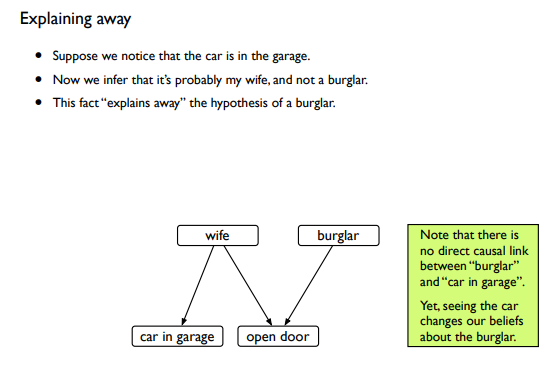 Explaining away
• Suppose we notice that the car is in the garage.
• Now we infer that it's probably my wife, and not a burglar.
• This fact “explains away” the hypothesis of a burglar.
wife
burglar
car in garage
open door
Note that there is
no direct causal link
between “burglar”
and “car in garage”.
Yet, seeing the car
changes our beliefs
about the burglar.